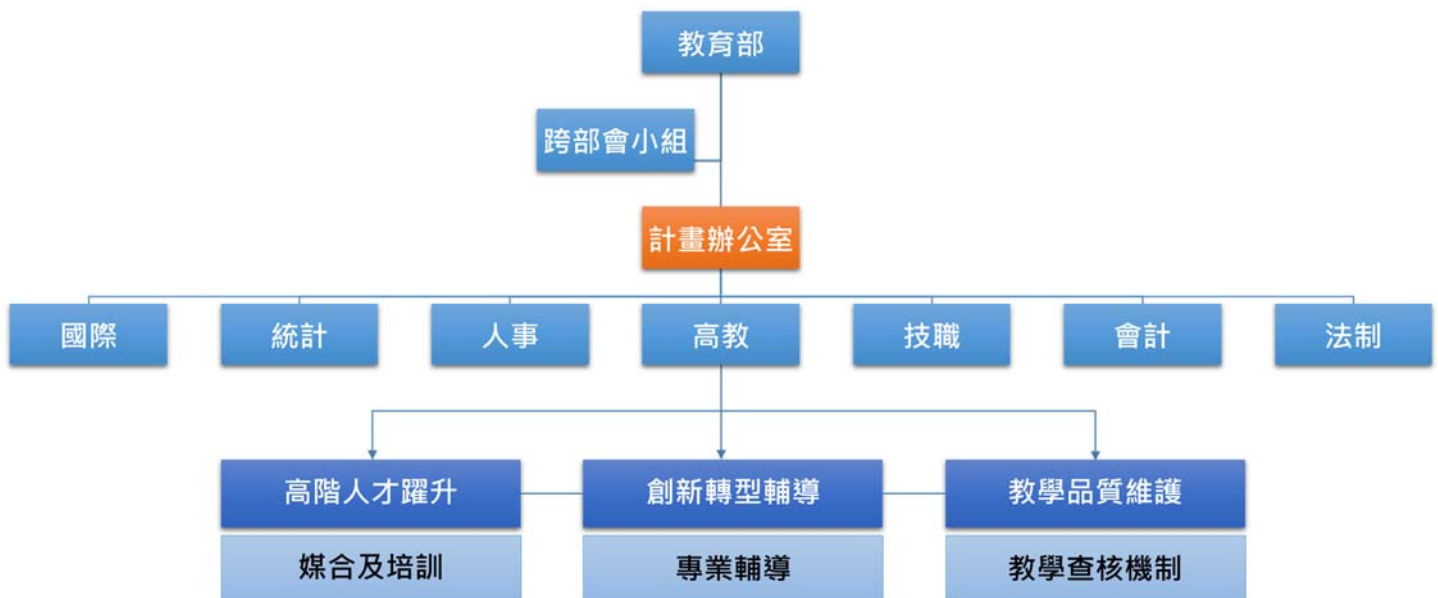 教育部
跨部會小組
計畫辦公室
國際
統計
人事
高教
技職
會計
法制
高階人才躍升
創新轉型輔導
教學品質維護
媒合及培訓
專業輔導
教學查核機制